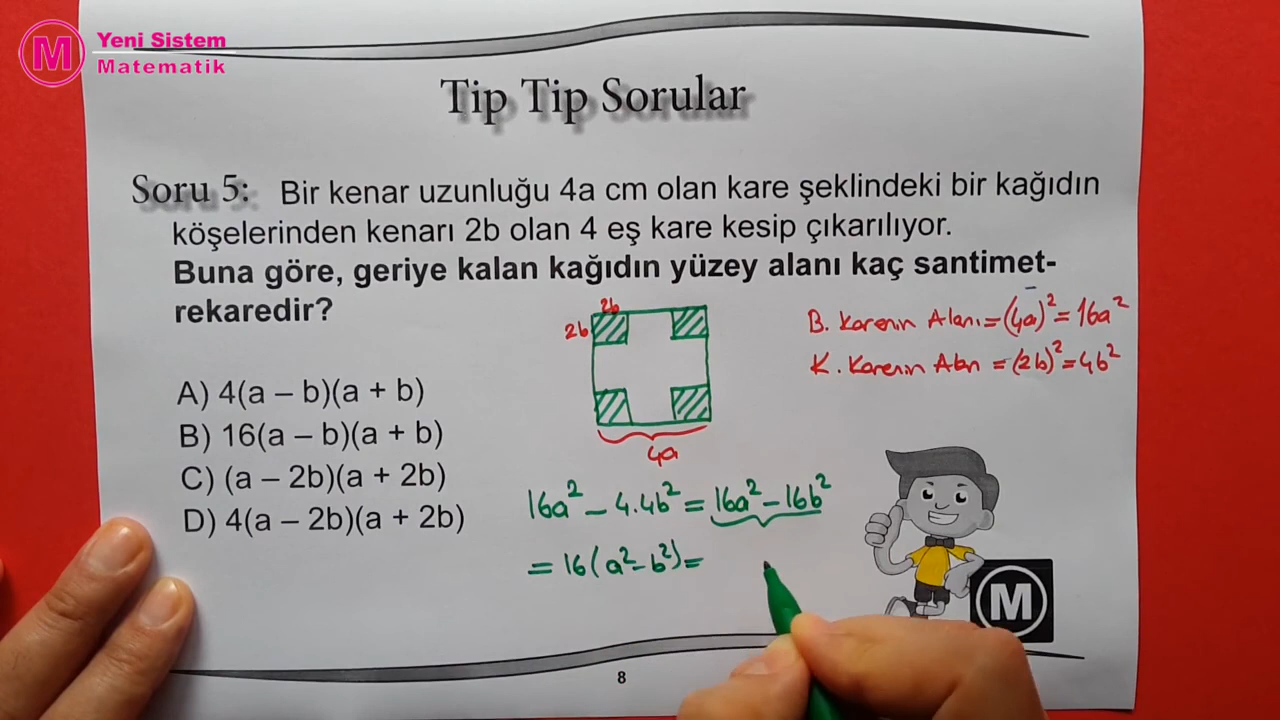 Yeni Sistem
Matematik
M
Tip Tip Sorular
Soru 5: Bir kenar uzunluğu 4a cm olan kare şeklindeki bir kağıdın
köşelerinden kenarı 2b olan 4 eş kare kesip çıkarılıyor.
Buna göre, geriye kalan kağıdın yüzey alanı kaç santimet-
rekaredir?
2b
2b
B. Karenin Alanı = (4a)² = 16a²
K. Karenin Alan = (2b)² = 4b²
A) 4(a – b)(a + b)
B) 16(a – b)(a + b)
C) (a – 2b)(a + 2b)
D) 4(a – 2b)(a + 2b)
4a
16a² – 4.4b² = 16a² – 16b²
= 16(a² – b²) =
M
8